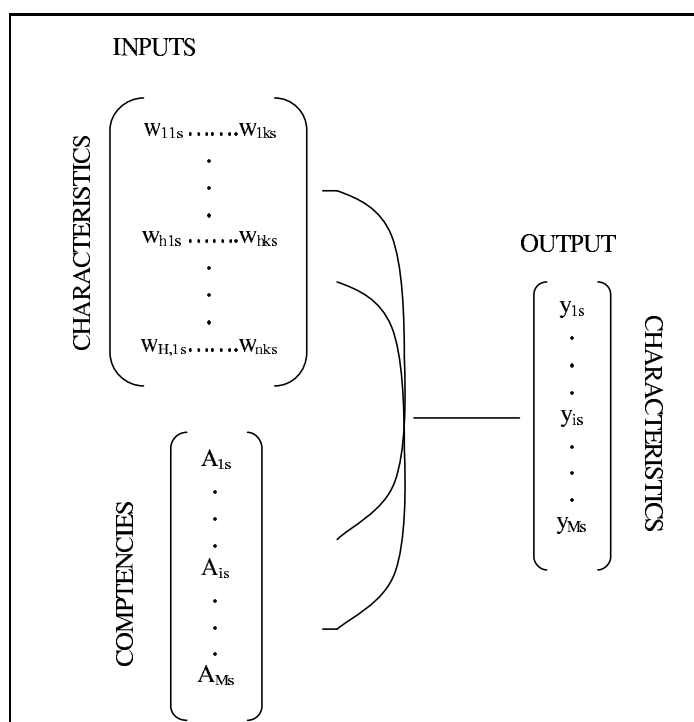 INPUTS
CHARACTERISTICS
w11s.......w1ks
wh1s.......whks
wH,1s.......wnks
OUTPUT
y1s
yis
yMs
CHARACTERISTICS
COMPTENCIES
A1s
Ais
AMs